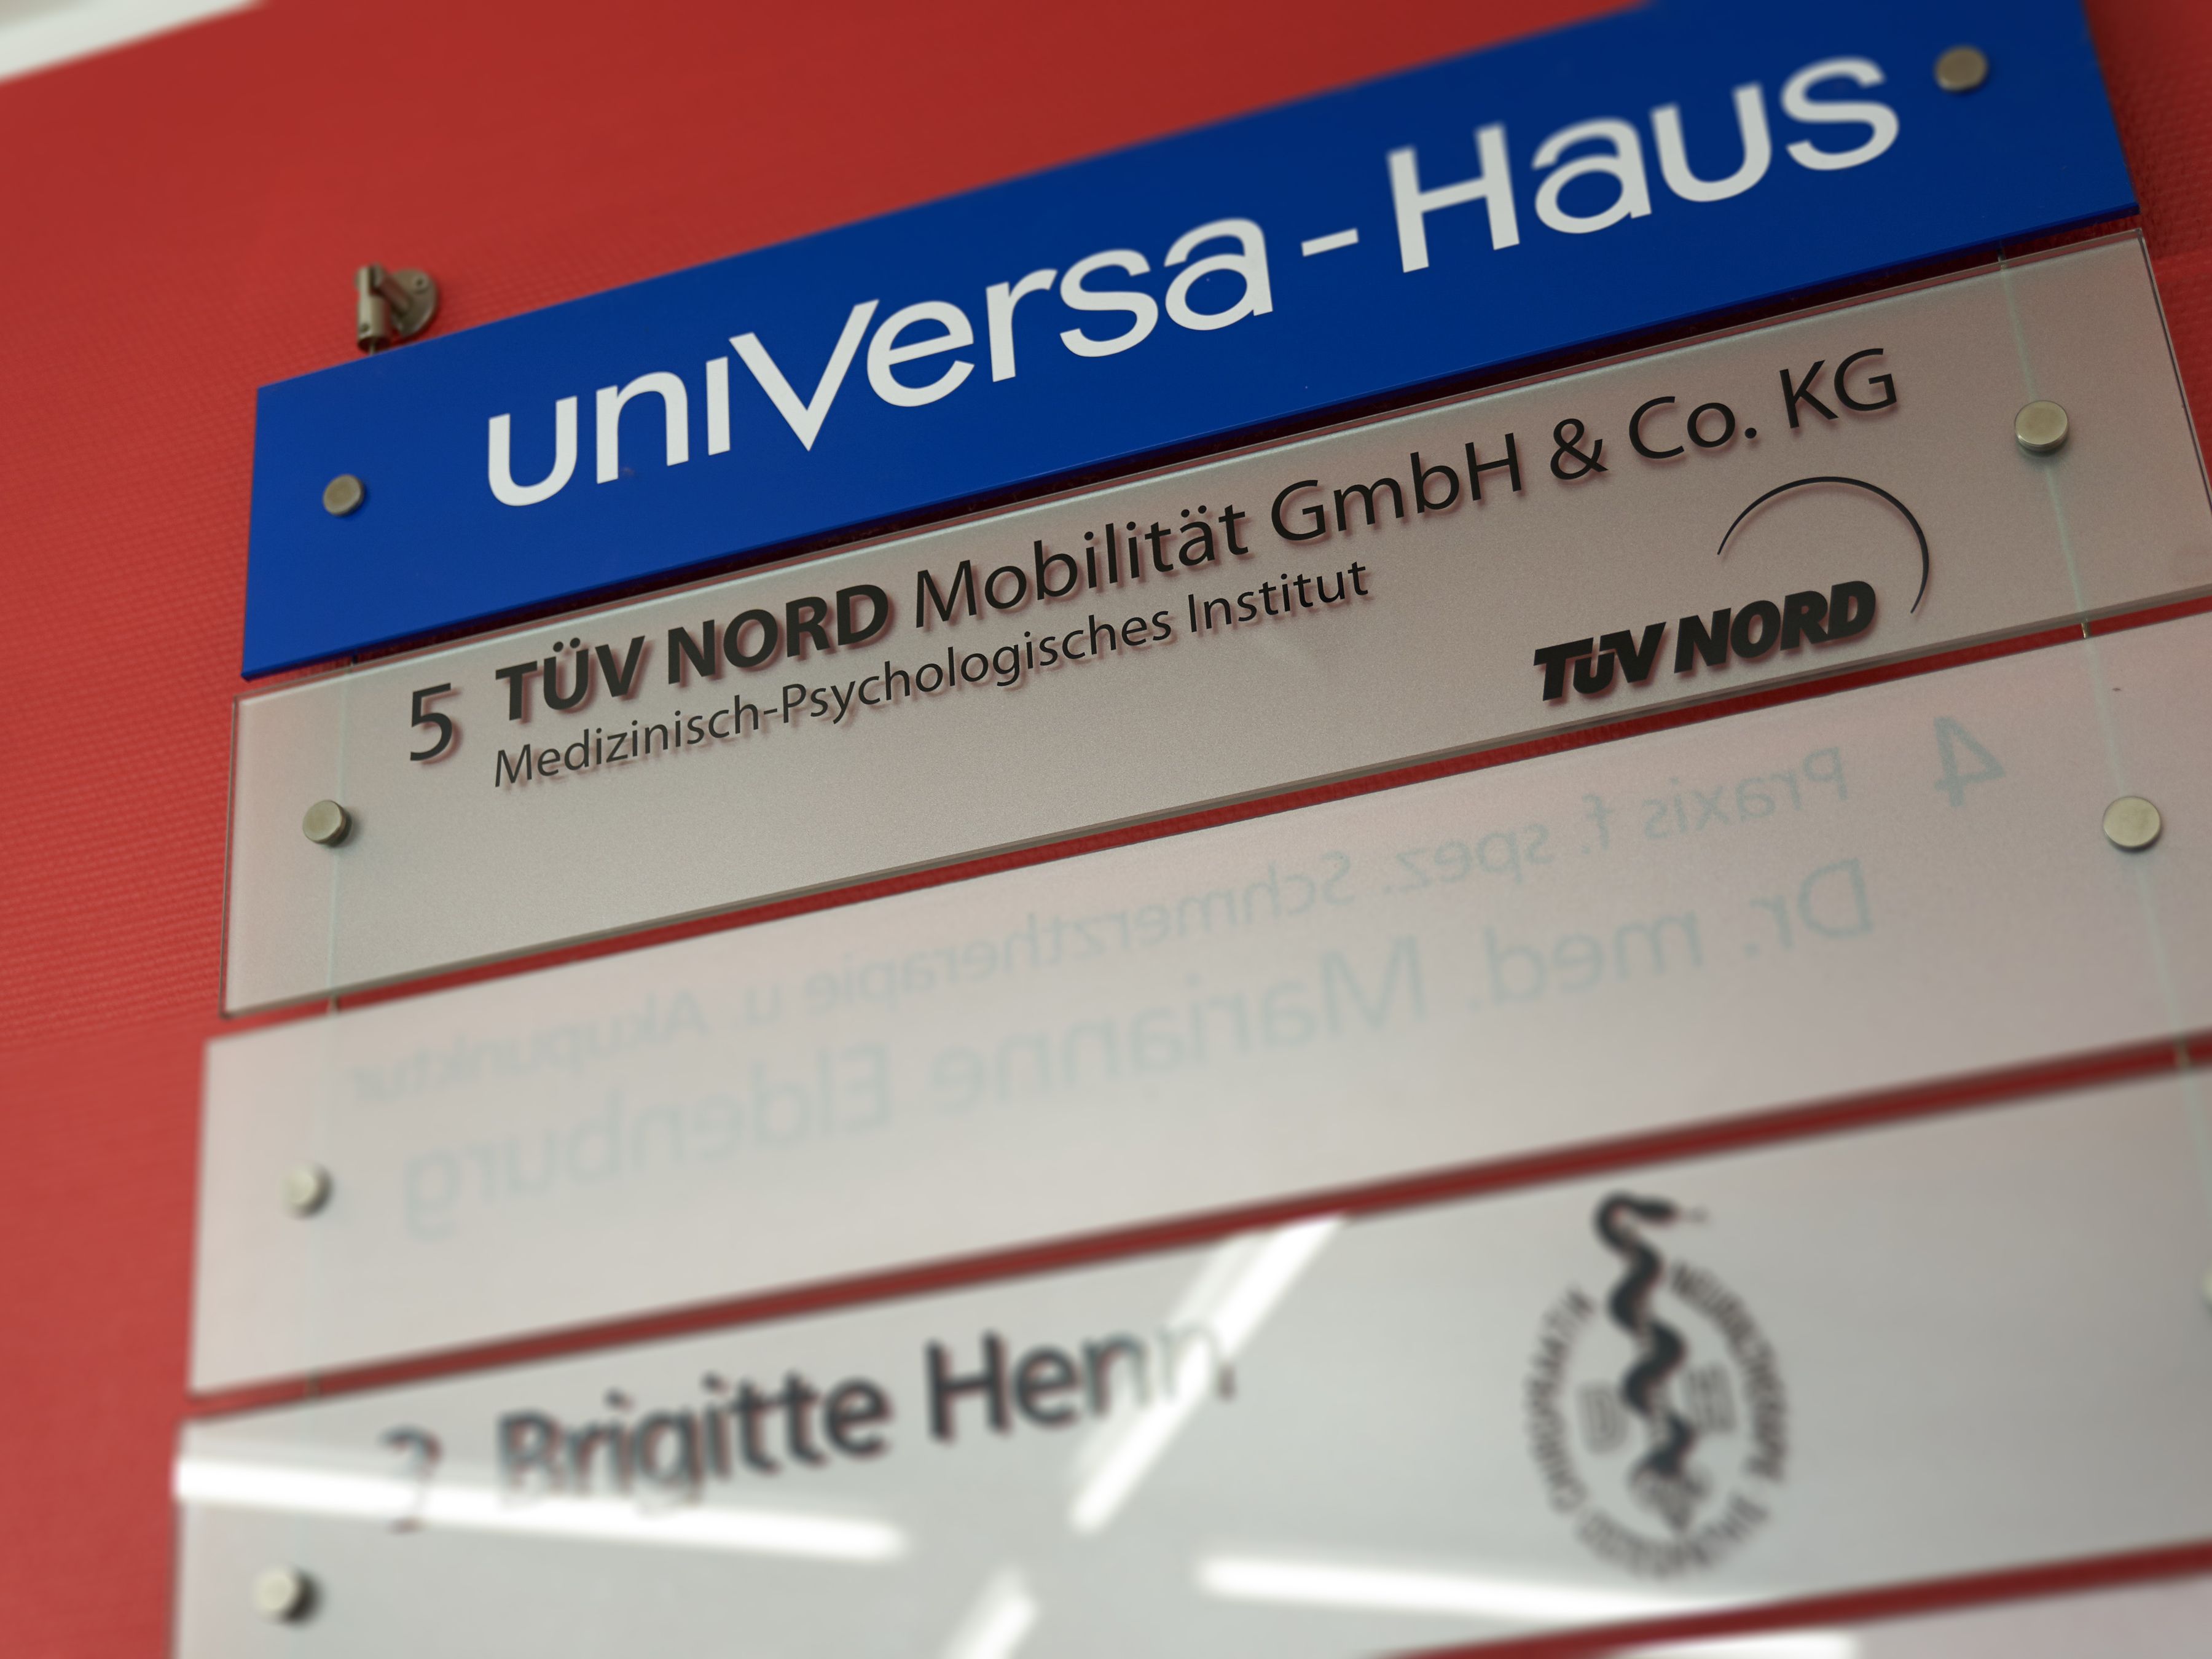 uniVersa-Haus
5 TÜV NORD Mobilität GmbH & Co. KG
Medizinisch-Psychologisches Institut
TÜV NORD
4 Praxis f. spez. Schmerztherapie u. Akupunktur
Dr. med. Marianne Eldenburg
Brigitte Henn